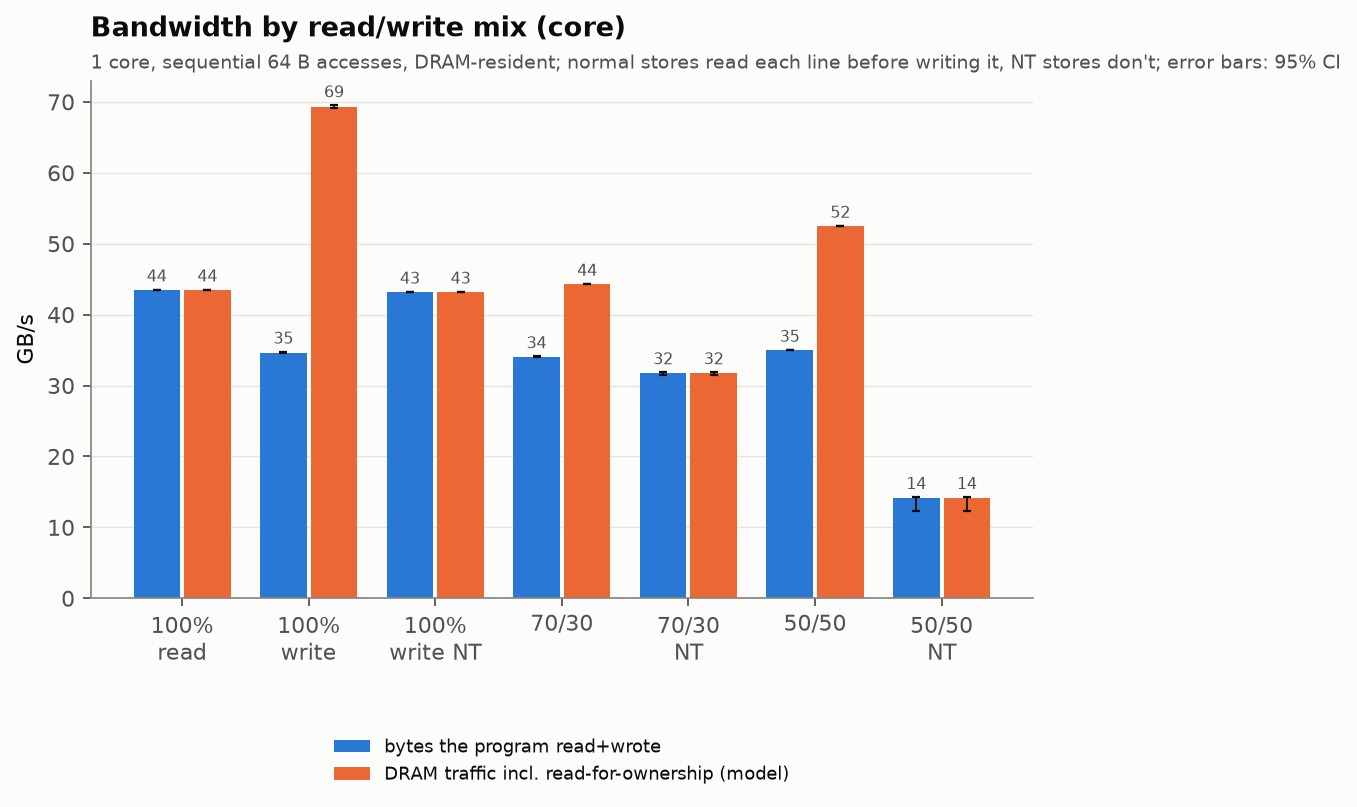 Bandwidth by read/write mix (core)
1 core, sequential 64 B accesses, DRAM-resident; normal stores read each line before writing it, NT stores don't; error bars: 95% CI
GB/s
70
60
50
40
30
20
10
0
44
44
35
69
43
43
34
44
32
32
35
52
14
14
100%
read
100%
write
100%
write NT
70/30
70/30
NT
50/50
50/50
NT
bytes the program read+wrote
DRAM traffic incl. read-for-ownership (model)